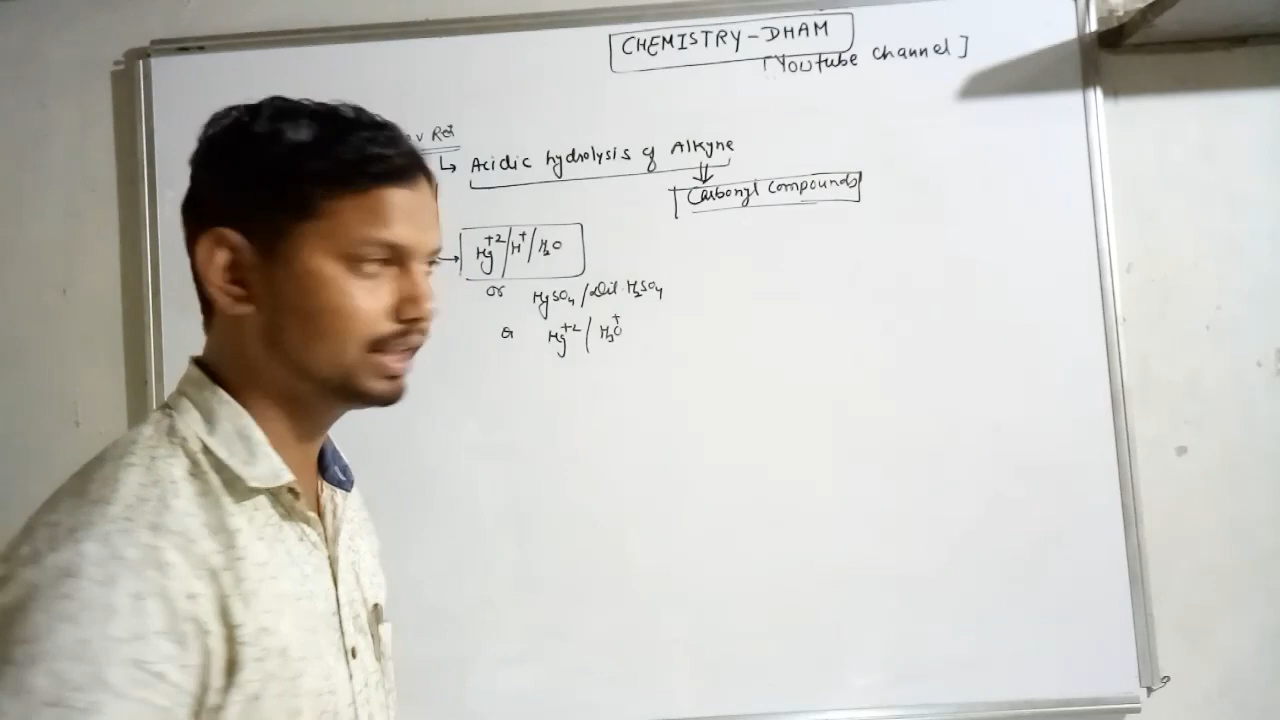 CHEMISTRY-DHAM
[Youtube channel]
v Rxn
↳ Acidic hydrolysis of Alkyne
⇓
Carbonyl Compounds
→ Hg+2/H+/H2O
or HgSO4/Dil. H2SO4
or Hg+2/H3O+